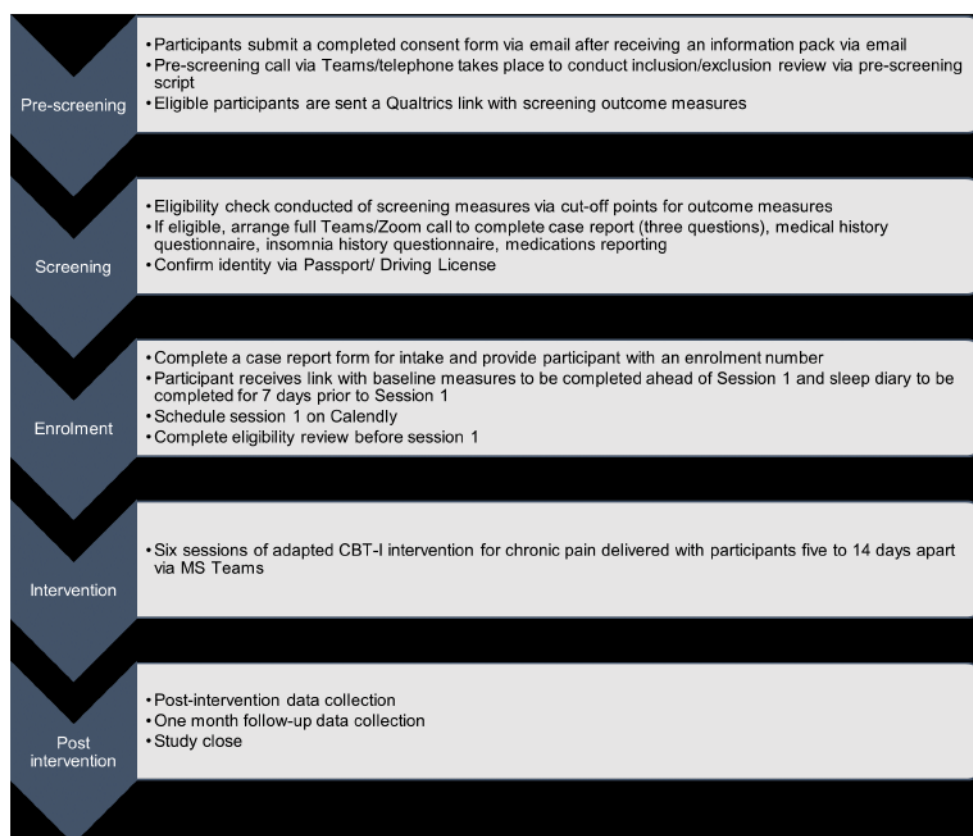 Pre-screening
•Participants submit a completed consent form via email after receiving an information pack via email
•Pre-screening call via Teams/telephone takes place to conduct inclusion/exclusion review via pre-screening
script
•Eligible participants are sent a Qualtrics link with screening outcome measures
Screening
•Eligibility check conducted of screening measures via cut-off points for outcome measures
•If eligible, arrange full Teams/Zoom call to complete case report (three questions), medical history
questionnaire, insomnia history questionnaire, medications reporting
•Confirm identity via Passport/ Driving License
Enrolment
•Complete a case report form for intake and provide participant with an enrolment number
•Participant receives link with baseline measures to be completed ahead of Session 1 and sleep diary to be
completed for 7 days prior to Session 1
•Schedule session 1 on Calendly
•Complete eligibility review before session 1
Intervention
•Six sessions of adapted CBT-I intervention for chronic pain delivered with participants five to 14 days apart
via MS Teams
Post
intervention
•Post-intervention data collection
•One month follow-up data collection
•Study close